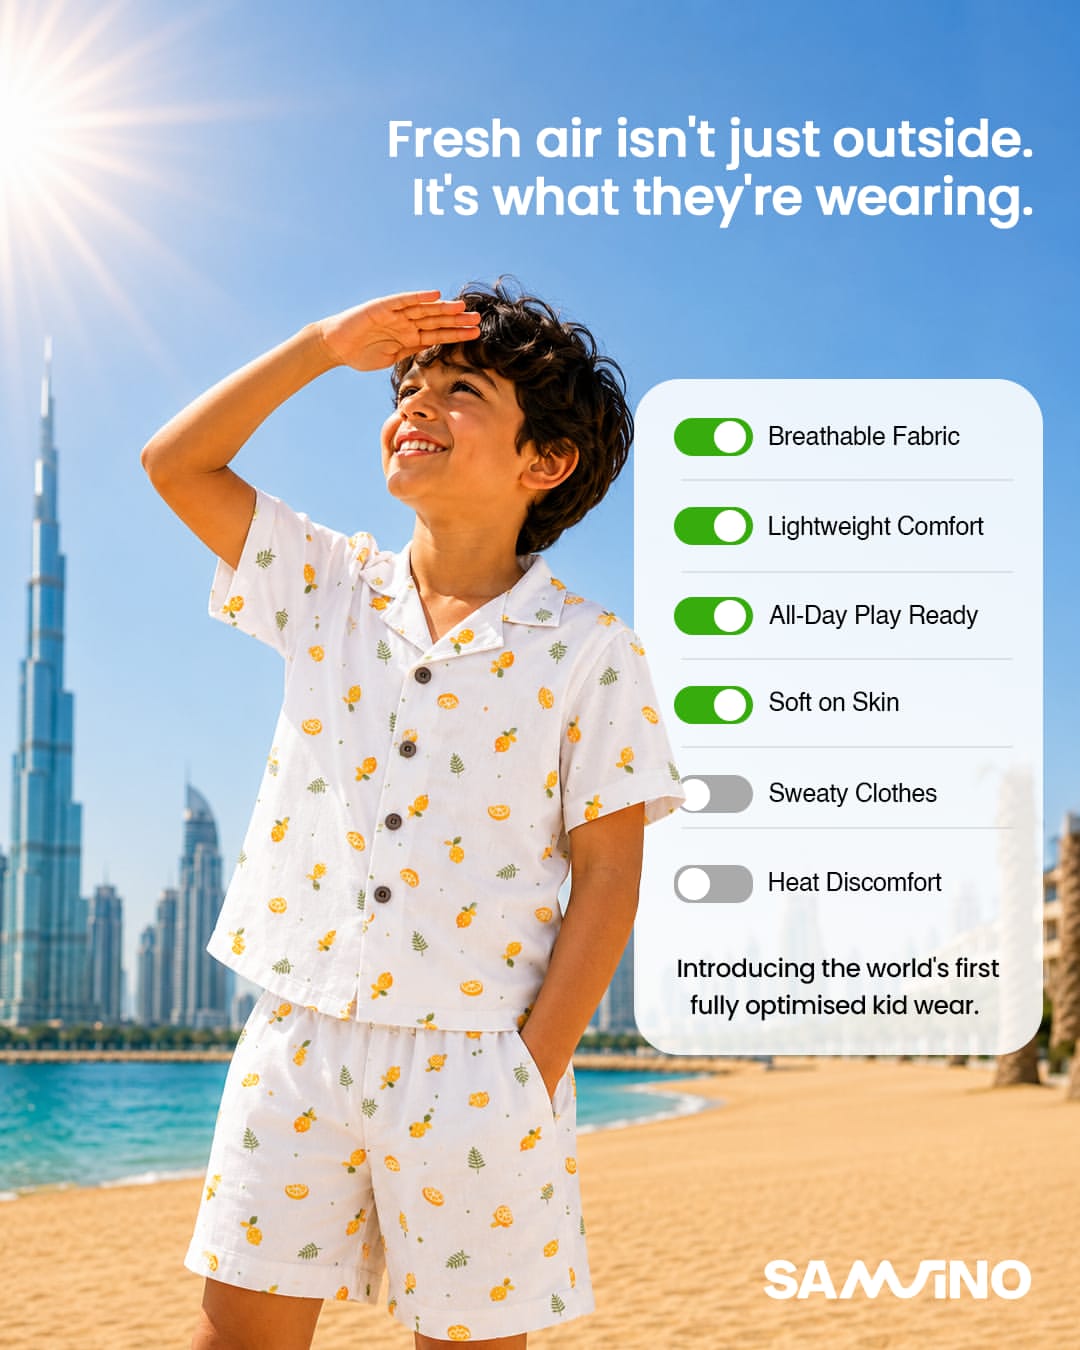 Fresh air isn't just outside.
It's what they're wearing.
Breathable Fabric
Lightweight Comfort
All-Day Play Ready
Soft on Skin
Sweaty Clothes
Heat Discomfort
Introducing the world's first
fully optimised kid wear.
SAMSINO